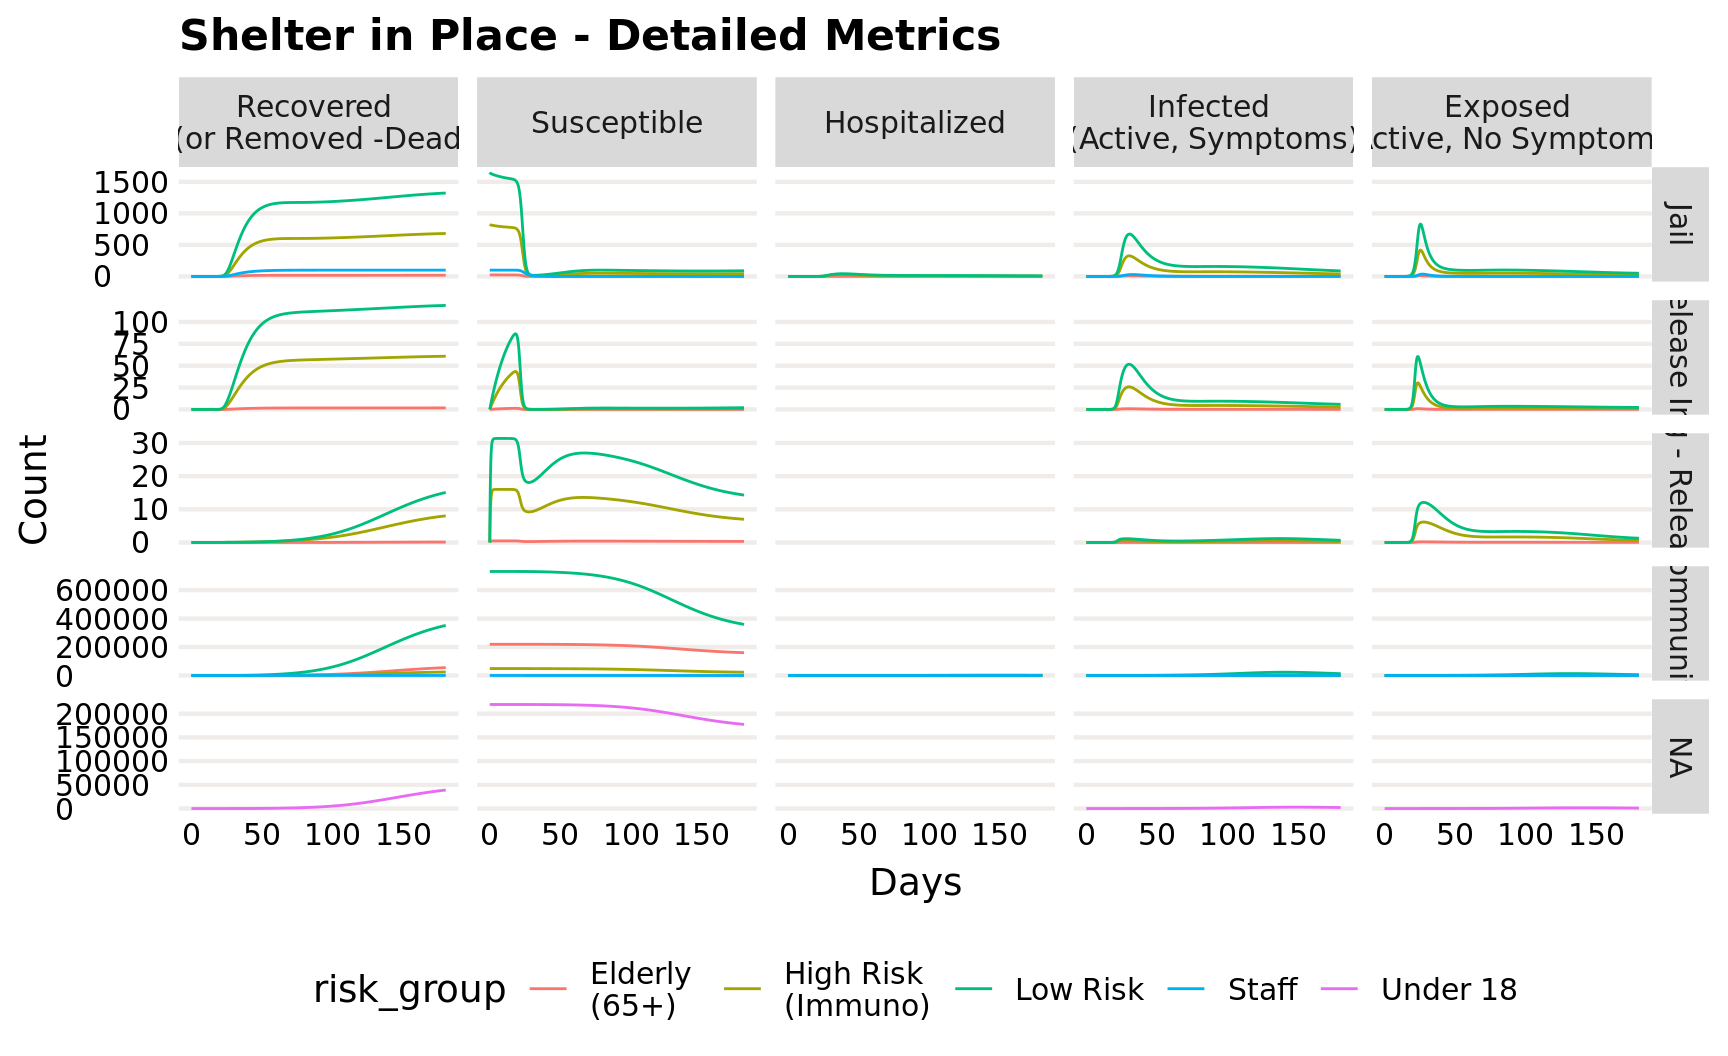 Shelter in Place - Detailed Metrics
Recovered
(or Removed -Dead
Susceptible
Hospitalized
Infected
(Active, Symptoms)
Exposed
ctive, No Symptom
1500
1000
500
0
Jail
100
75
50
25
0
elease
30
20
10
0
- Relea
600000
400000
200000
0
ommuni
200000
150000
100000
50000
0
NA
0 50 100 150
0 50 100 150
0 50 100 150
0 50 100 150
0 50 100 150
Count
Days
risk_group
Elderly
(65+)
High Risk
(Immuno)
Low Risk
Staff
Under 18